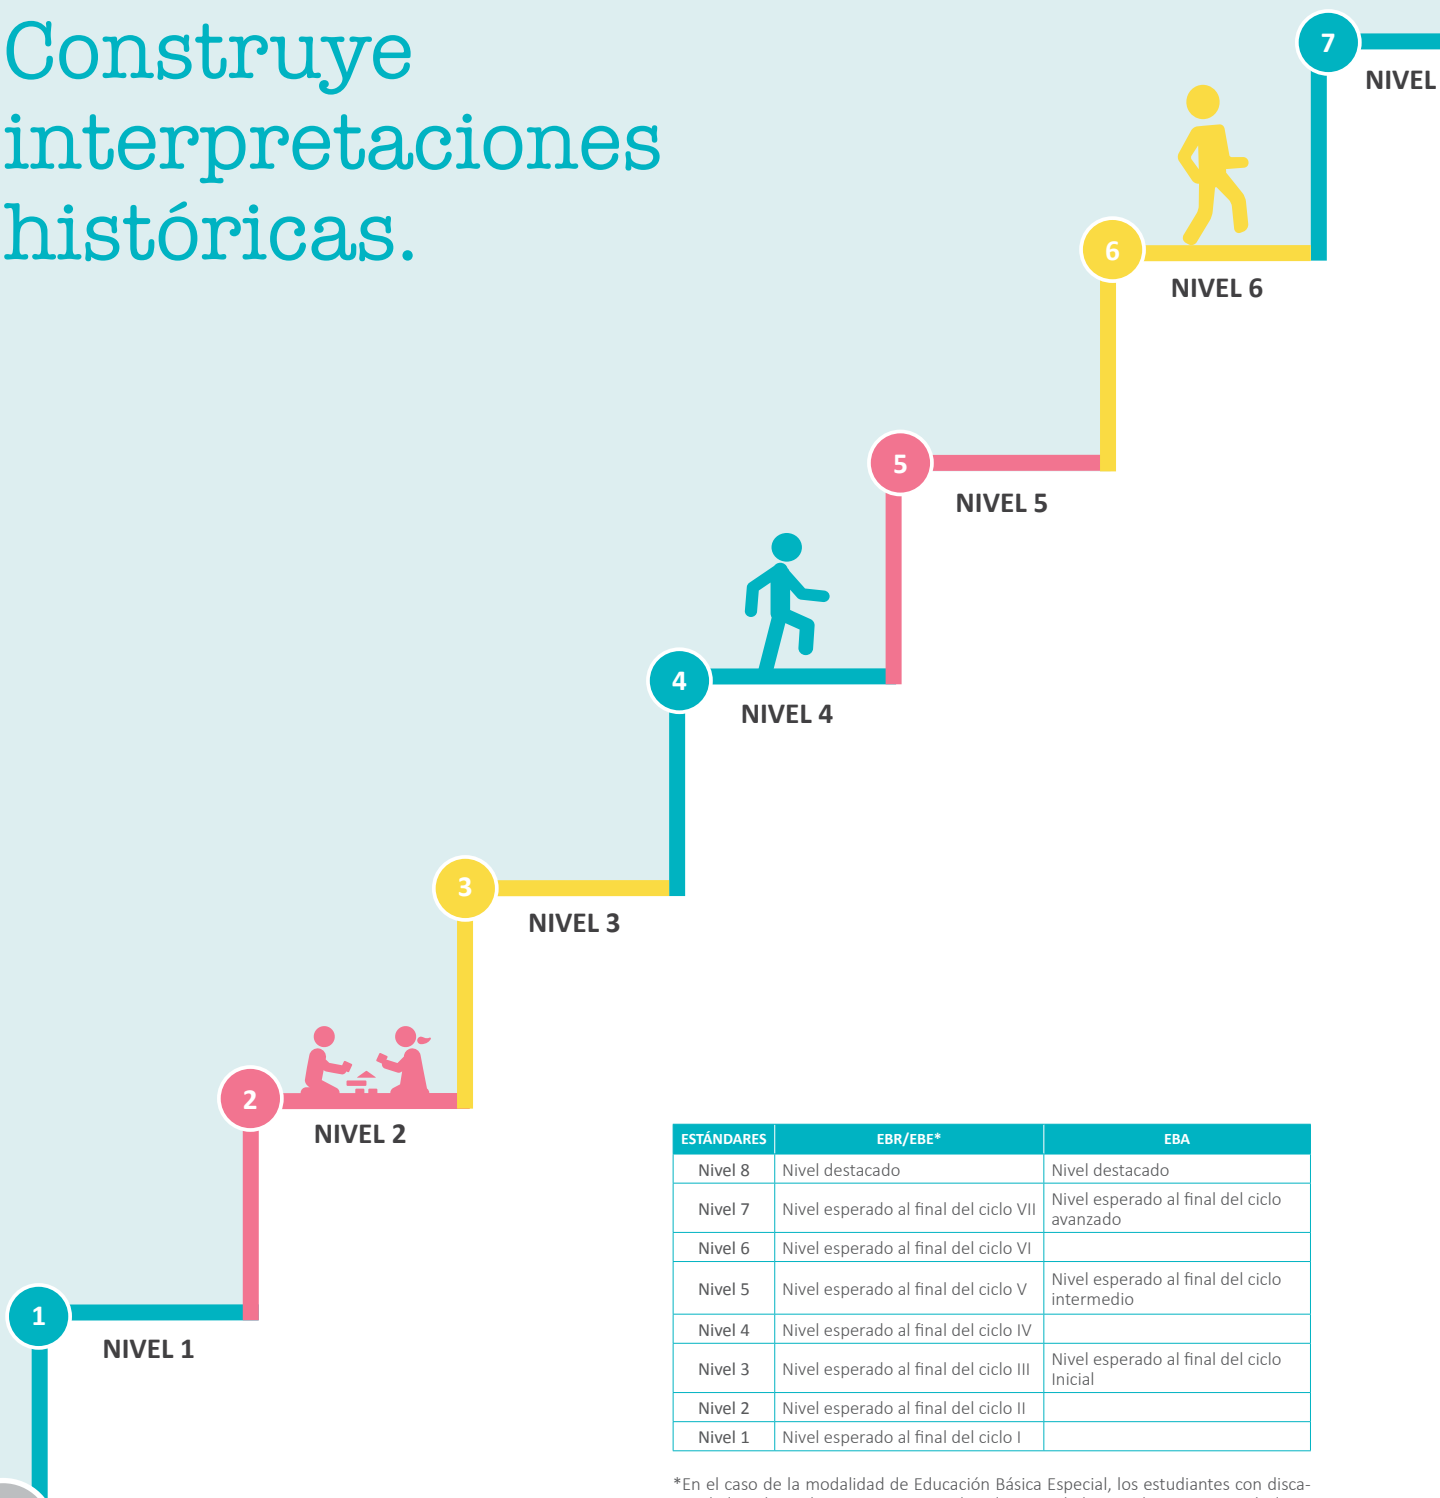 Construye
interpretaciones
históricas.
7
NIVEL
6
NIVEL 6
5
NIVEL 5
4
NIVEL 4
3
NIVEL 3
2
NIVEL 2
1
NIVEL 1
ESTÁNDARES EBR/EBE* EBA
Nivel 8 Nivel destacado Nivel destacado
Nivel 7 Nivel esperado al final del ciclo VII Nivel esperado al final del ciclo
avanzado
Nivel 6 Nivel esperado al final del ciclo VI
Nivel 5 Nivel esperado al final del ciclo V Nivel esperado al final del ciclo
intermedio
Nivel 4 Nivel esperado al final del ciclo IV
Nivel 3 Nivel esperado al final del ciclo III Nivel esperado al final del ciclo
Inicial
Nivel 2 Nivel esperado al final del ciclo II
Nivel 1 Nivel esperado al final del ciclo I
*En el caso de la modalidad de Educación Básica Especial, los estudiantes con disca-